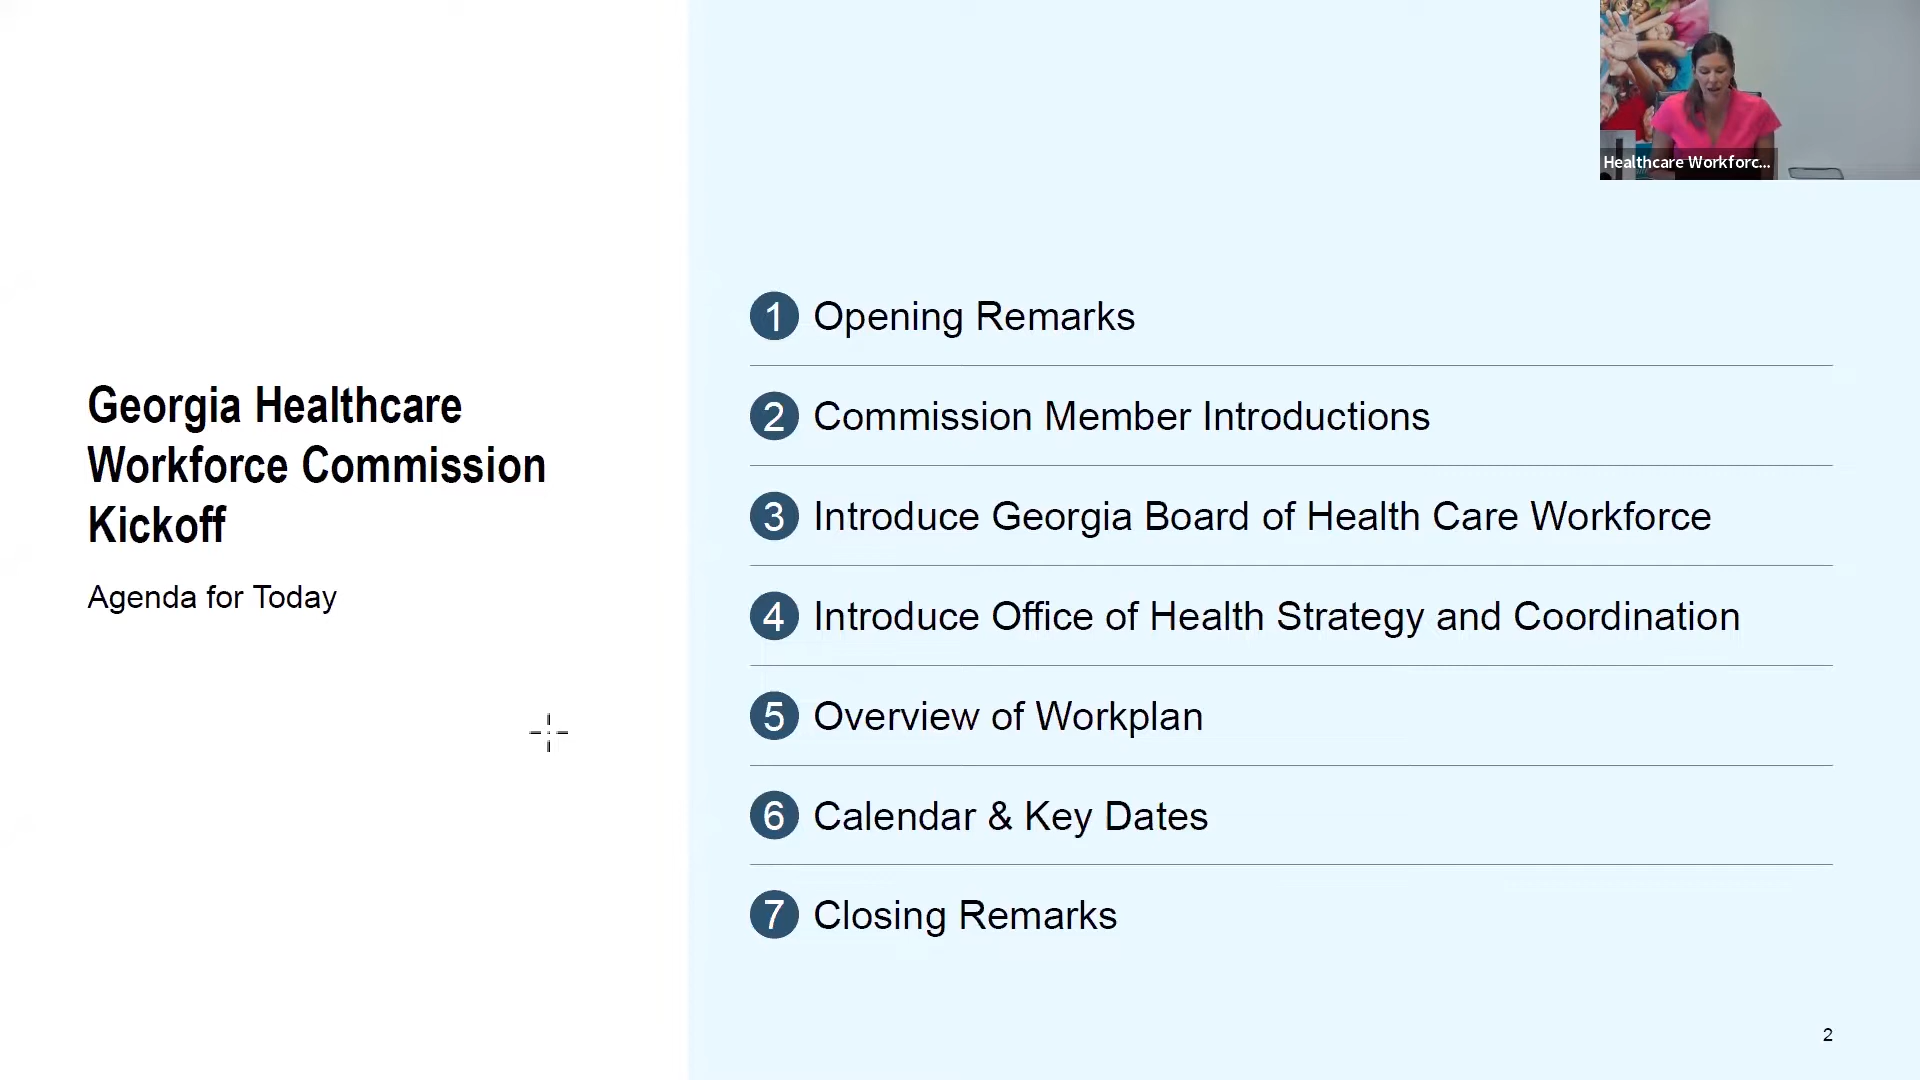 Healthcare Workforc...
Georgia Healthcare
Workforce Commission
Kickoff
Agenda for Today
1 Opening Remarks
2 Commission Member Introductions
3 Introduce Georgia Board of Health Care Workforce
4 Introduce Office of Health Strategy and Coordination
5 Overview of Workplan
6 Calendar & Key Dates
7 Closing Remarks
2